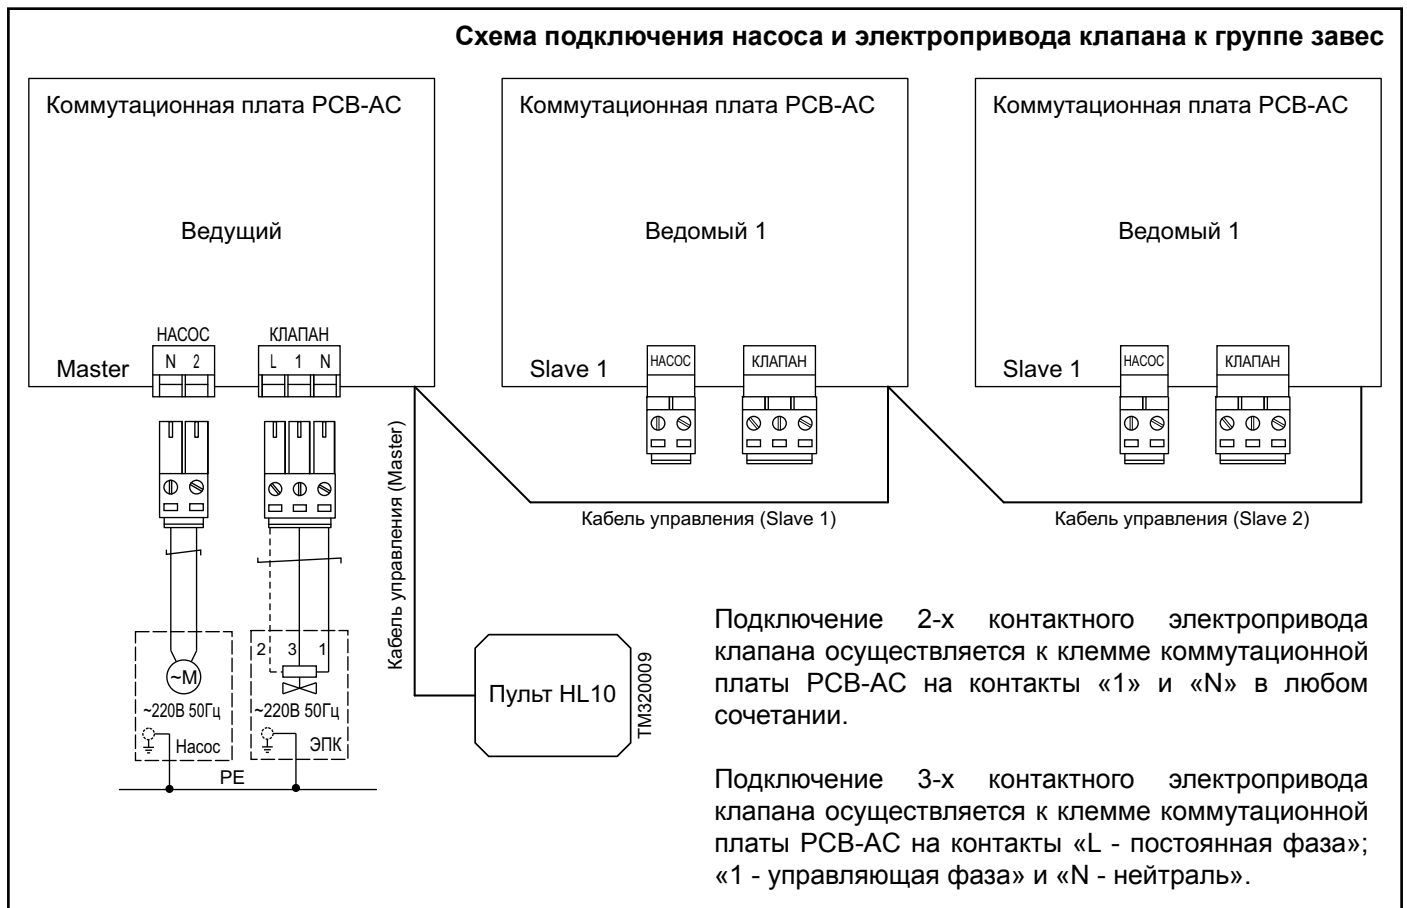 Схема подключения насоса и электропривода клапана к группе завес
Коммутационная плата PCB-AC
Ведущий
НАСОС
КЛАПАН
Master
N 2
L 1 N
Коммутационная плата PCB-AC
Ведомый 1
Slave 1
НАСОС
КЛАПАН
Коммутационная плата PCB-AC
Ведомый 1
Slave 1
НАСОС
КЛАПАН
Кабель управления (Master)
Кабель управления (Slave 1)
Кабель управления (Slave 2)
~М
~220В 50Гц
Насос
2 3 1
~220В 50Гц
ЭПК
PE
Пульт HL10
TM320009
Подключение 2-х контактного электропривода
клапана осуществляется к клемме коммутационной
платы PCB-AC на контакты «1» и «N» в любом
сочетании.
Подключение 3-х контактного электропривода
клапана осуществляется к клемме коммутационной
платы PCB-AC на контакты «L - постоянная фаза»;
«1 - управляющая фаза» и «N - нейтраль».